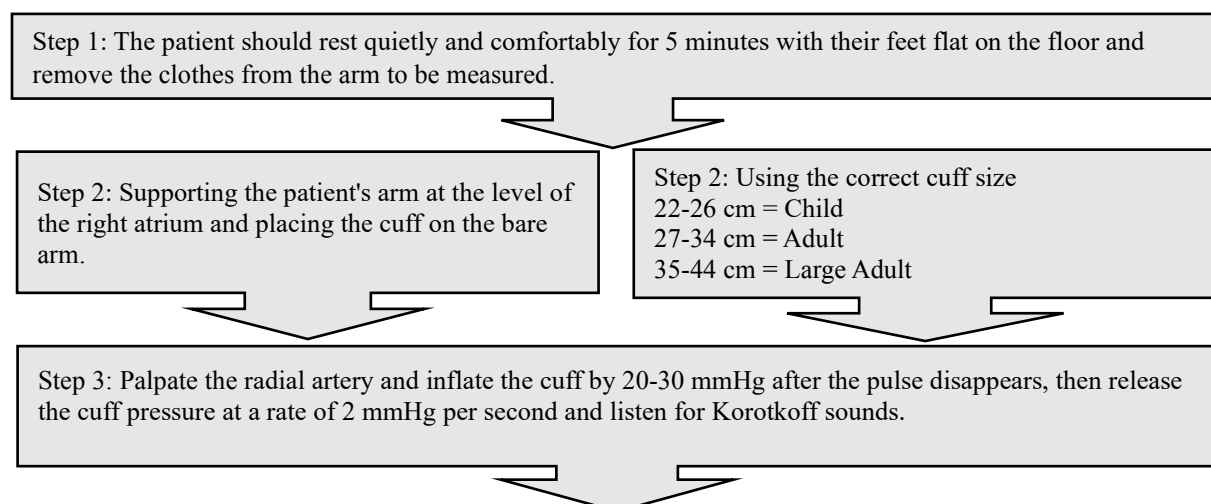 Step 1: The patient should rest quietly and comfortably for 5 minutes with their feet flat on the floor and
remove the clothes from the arm to be measured.
Step 2: Supporting the patient's arm at the level of
the right atrium and placing the cuff on the bare
arm.
Step 2: Using the correct cuff size
22-26 cm = Child
27-34 cm = Adult
35-44 cm = Large Adult
Step 3: Palpate the radial artery and inflate the cuff by 20-30 mmHg after the pulse disappears, then release
the cuff pressure at a rate of 2 mmHg per second and listen for Korotkoff sounds.